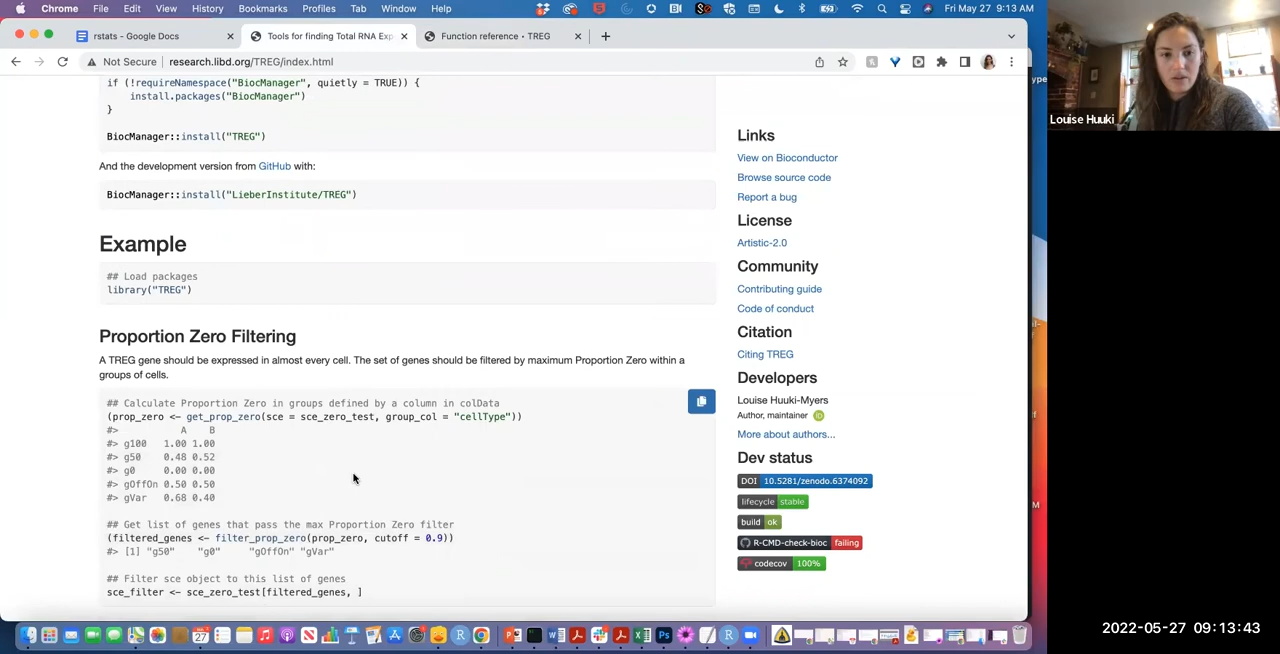 Chrome File Edit View History Bookmarks Profiles Tab Window Help Fri May 27 9:13 AM
rstats - Google Docs
Tools for finding Total RNA Exp
Function reference • TREG
Not Secure research.libd.org/TREG/index.html
if (!requireNamespace("BiocManager", quietly = TRUE)) {
install.packages("BiocManager")
}
BiocManager::install("TREG")
And the development version from GitHub with:
BiocManager::install("LieberInstitute/TREG")
Example
## Load packages
library("TREG")
Proportion Zero Filtering
A TREG gene should be expressed in almost every cell. The set of genes should be filtered by maximum Proportion Zero within a
groups of cells.
## Calculate Proportion Zero in groups defined by a column in colData
(prop_zero <- get_prop_zero(sce = sce_zero_test, group_col = "cellType"))
#> A B
#> g100 1.00 1.00
#> g50 0.48 0.52
#> g0 0.00 0.00
#> gOffOn 0.50 0.50
#> gVar 0.68 0.40
## Get list of genes that pass the max Proportion Zero filter
(filtered_genes <- filter_prop_zero(prop_zero, cutoff = 0.9))
#> [1] "g50" "g0" "gOffOn" "gVar"
## Filter sce object to this list of genes
sce_filter <- sce_zero_test[filtered_genes, ]
Links
View on Bioconductor
Browse source code
Report a bug
License
Artistic-2.0
Community
Contributing guide
Code of conduct
Citation
Citing TREG
Developers
Louise Huuki-Myers
Author, maintainer
More about authors...
Dev status
DOI 10.5281/zenodo.6374092
lifecycle stable
build ok
R-CMD-check-bioc failing
codecov 100%
Louise Huuki
2022-05-27 09:13:43